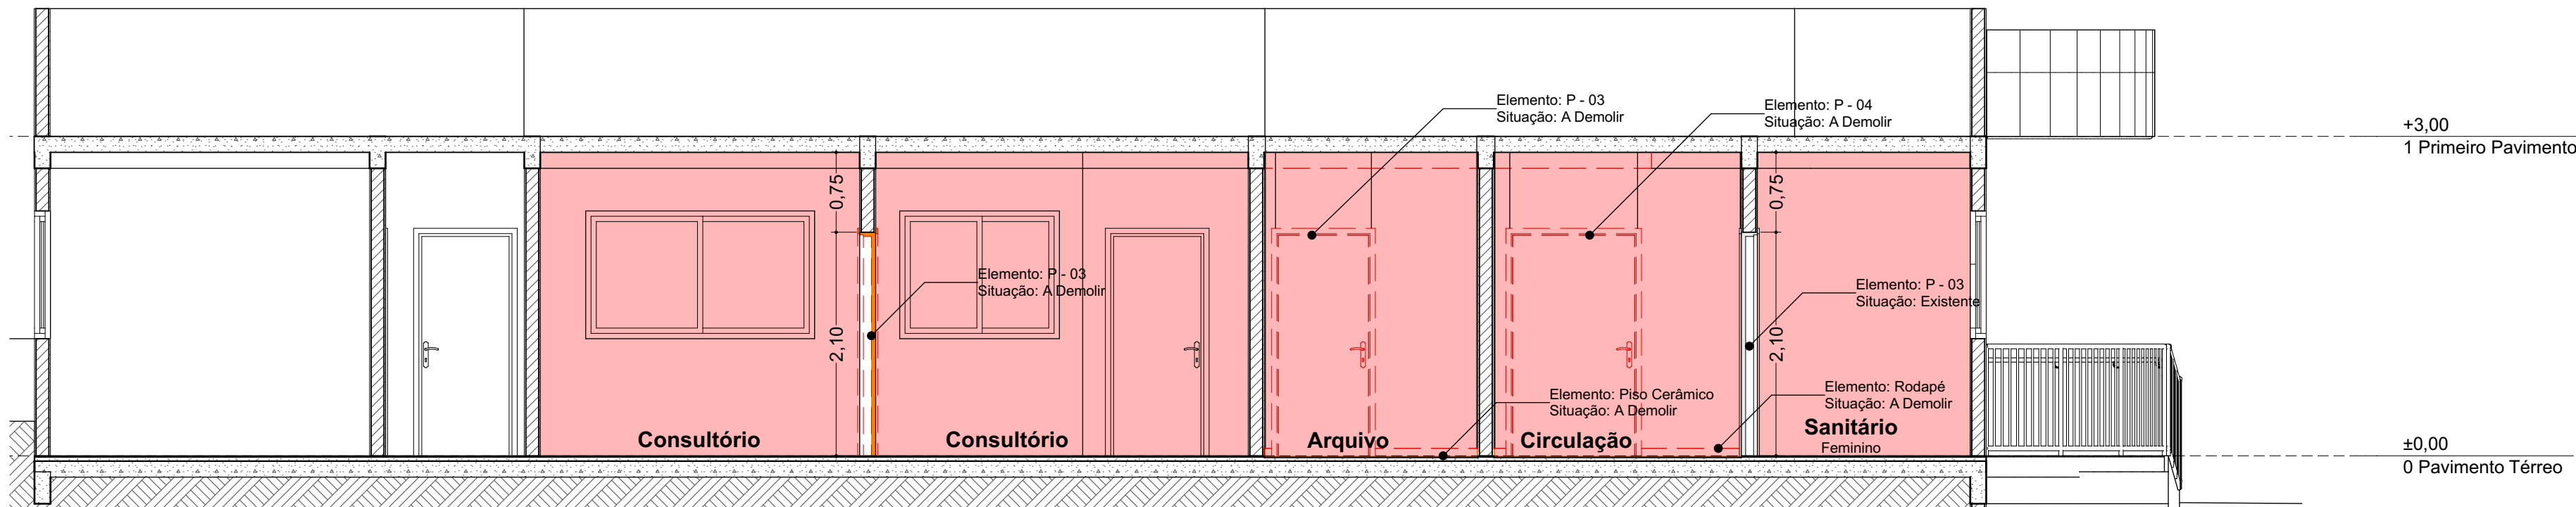 Elemento: P - 03
Situação: A Demolir
Elemento: P - 04
Situação: A Demolir
+3,00
1 Primeiro Pavimento
0,75
0,75
Elemento: P - 03
Situação: A Demolir
Elemento: P - 03
Situação: Existente
2,10
2,10
Elemento: Piso Cerâmico
Situação: A Demolir
Elemento: Rodapé
Situação: A Demolir
Consultório
Consultório
Arquivo
Circulação
Sanitário
Feminino
±0,00
0 Pavimento Térreo